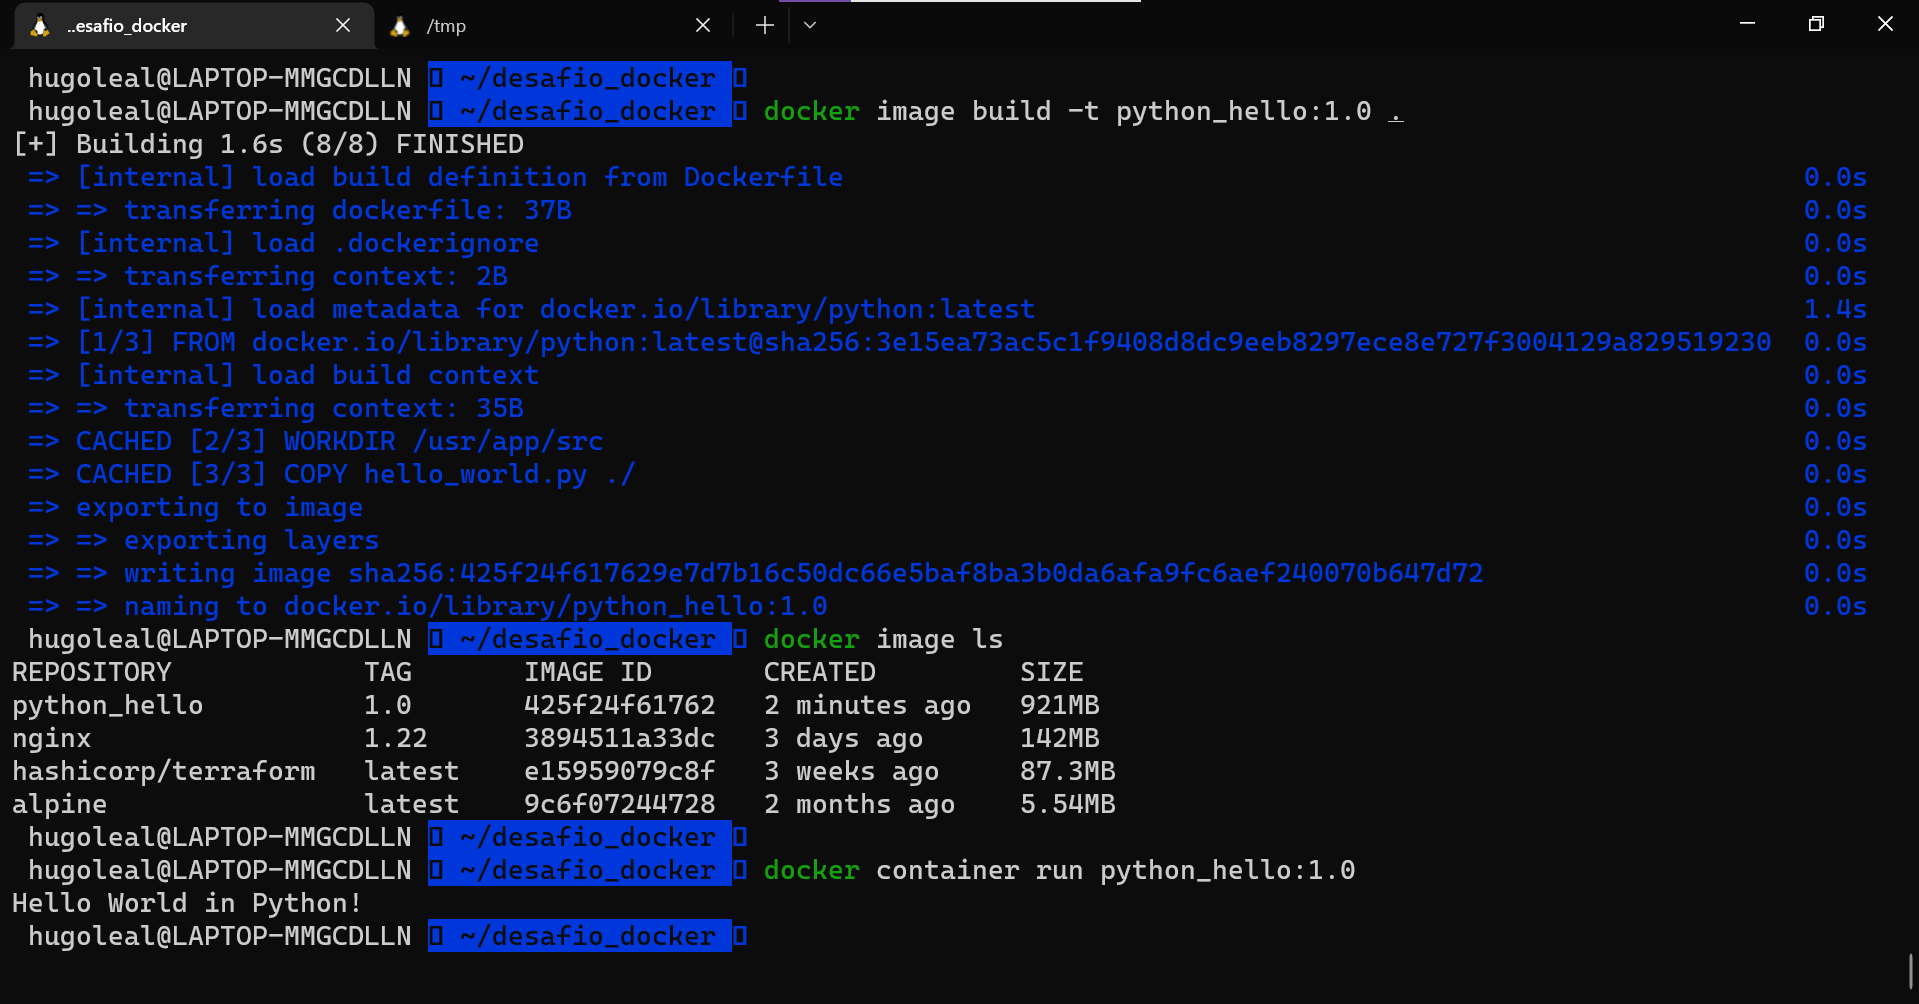 ..esafio_docker /tmp
hugoleal@LAPTOP-MMGCDLLN ~/desafio_docker
hugoleal@LAPTOP-MMGCDLLN ~/desafio_docker docker image build -t python_hello:1.0 .
[+] Building 1.6s (8/8) FINISHED
=> [internal] load build definition from Dockerfile 0.0s
=> => transferring dockerfile: 37B 0.0s
=> [internal] load .dockerignore 0.0s
=> => transferring context: 2B 0.0s
=> [internal] load metadata for docker.io/library/python:latest 1.4s
=> [1/3] FROM docker.io/library/python:latest@sha256:3e15ea73ac5c1f9408d8dc9eeb8297ece8e727f3004129a829519230 0.0s
=> [internal] load build context 0.0s
=> => transferring context: 35B 0.0s
=> CACHED [2/3] WORKDIR /usr/app/src 0.0s
=> CACHED [3/3] COPY hello_world.py ./ 0.0s
=> exporting to image 0.0s
=> => exporting layers 0.0s
=> => writing image sha256:425f24f617629e7d7b16c50dc66e5baf8ba3b0da6afa9fc6aef240070b647d72 0.0s
=> => naming to docker.io/library/python_hello:1.0 0.0s
hugoleal@LAPTOP-MMGCDLLN ~/desafio_docker docker image ls
REPOSITORY TAG IMAGE ID CREATED SIZE
python_hello 1.0 425f24f61762 2 minutes ago 921MB
nginx 1.22 3894511a33dc 3 days ago 142MB
hashicorp/terraform latest e15959079c8f 3 weeks ago 87.3MB
alpine latest 9c6f07244728 2 months ago 5.54MB
hugoleal@LAPTOP-MMGCDLLN ~/desafio_docker
hugoleal@LAPTOP-MMGCDLLN ~/desafio_docker docker container run python_hello:1.0
Hello World in Python!
hugoleal@LAPTOP-MMGCDLLN ~/desafio_docker